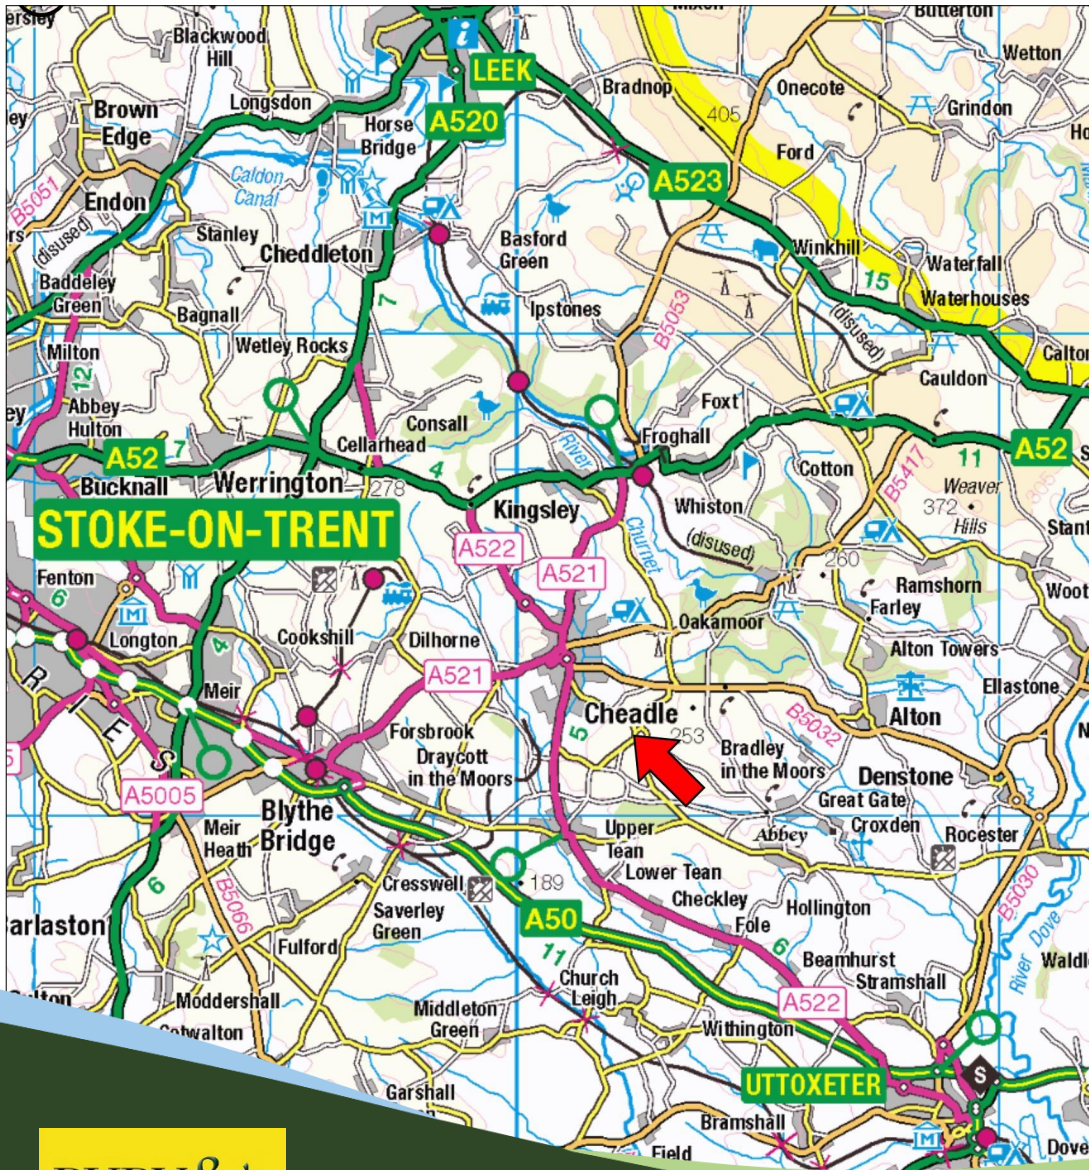 Blackwood
Hill
LEEK
Bradnop
Onecote
Butterton
Wetton
Grindon
Longsdon
Brown
Edge
Horse
Bridge
A520
405
Ford
A523
B5051
Endon
Caldon
Canal
(disused)
Stanley
Cheddleton
Basford
Green
Winkhill
Waterfall
15
Waterhouses
Baddeley
Green
Bagnall
7
Ipstones
B5053
(disused)
Milton
12
Wetley Rocks
Cauldon
Abbey
Hulton
Consall
Foxt
Cellarhead
River
Froghall
A52
7
4
A52
11
Bucknall
Werrington
278
Kingsley
Cotton
B5417
Weaver
372
Hills
Whiston
STOKE-ON-TRENT
A522
Churnet
(disused)
A521
260
Fenton
6
Ramshorn
Farley
Longton
Cookshill
Dilhorne
Oakamoor
Alton Towers
4
A521
Meir
R
I
E
S
Cheadle
5
253
Ellastone
Alton
B5032
Forsbrook
Draycott
in the Moors
Bradley
in the Moors
Denstone
A5005
Great Gate
Blythe
Bridge
Meir
Heath
Upper
Tean
Abbey
Croxden
Rocester
6
B5066
Cresswell
189
Lower Tean
Checkley
B5030
Saverley
Green
A50
11
Hollington
Fole
6
River Dove
Fulford
Beamhurst
Stramshall
Church
Leigh
A522
Moddershall
Middleton
Green
Withington
S
UTTOXETER
Garshall
Bramshall
Field